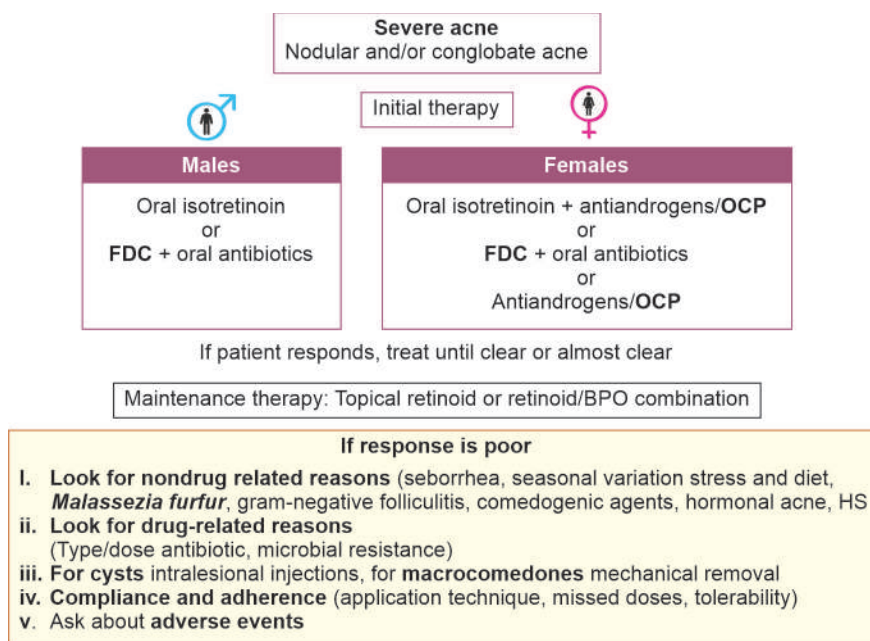 Severe acne
Nodular and/or conglobate acne
Initial therapy
Males
Oral isotretinoin
or
FDC + oral antibiotics
Females
Oral isotretinoin + antiandrogens/OCP
or
FDC + oral antibiotics
or
Antiandrogens/OCP
If patient responds, treat until clear or almost clear
Maintenance therapy: Topical retinoid or retinoid/BPO combination
If response is poor
I. Look for nondrug related reasons (seborrhea, seasonal variation stress and diet,
Malassezia furfur, gram-negative folliculitis, comedogenic agents, hormonal acne, HS
ii. Look for drug-related reasons
(Type/dose antibiotic, microbial resistance)
iii. For cysts intralesional injections, for macrocomedones mechanical removal
iv. Compliance and adherence (application technique, missed doses, tolerability)
v. Ask about adverse events